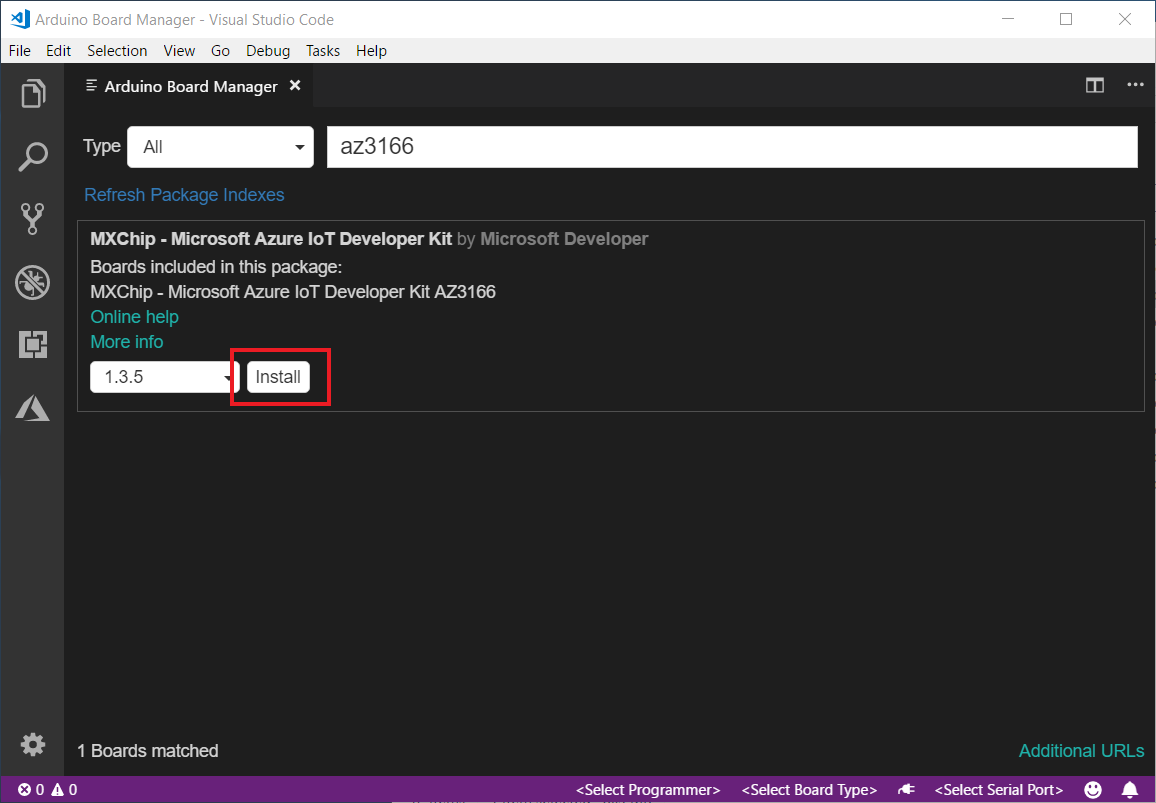 Arduino Board Manager - Visual Studio Code
File Edit Selection View Go Debug Tasks Help
Arduino Board Manager
Type All az3166
Refresh Package Indexes
MXChip - Microsoft Azure IoT Developer Kit by Microsoft Developer
Boards included in this package:
MXChip - Microsoft Azure IoT Developer Kit AZ3166
Online help
More info
1.3.5 Install
1 Boards matched Additional URLs
0 0 <Select Programmer> <Select Board Type> <Select Serial Port>